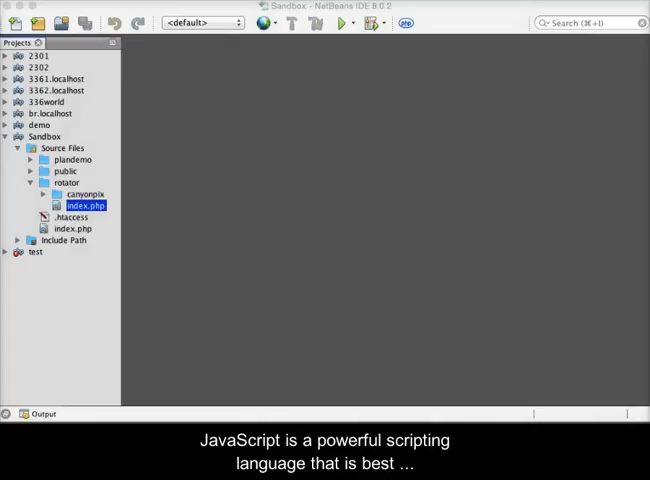 Sandbox - NetBeans IDE 8.0.2
<default>
php
Search (⌘+I)
Projects
2301
2302
3361.localhost
3362.localhost
336world
br.localhost
demo
Sandbox
Source Files
plandemo
public
rotator
canyonpix
index.php
.htaccess
index.php
Include Path
test
Output
JavaScript is a powerful scripting
language that is best ...